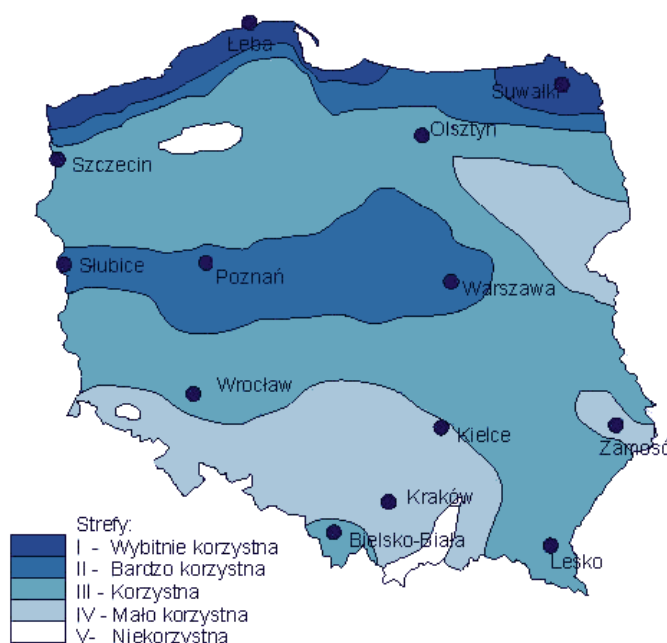 Łeba
Suwałki
Olsztyn
Szczecin
Słubice
Poznań
Warszawa
Wrocław
Kielce
Zamość
Kraków
Bielsko-Biała
Lesko
Strefy:
I - Wybitnie korzystna
II - Bardzo korzystna
III - Korzystna
IV - Mało korzystna
V- Niekorzystna